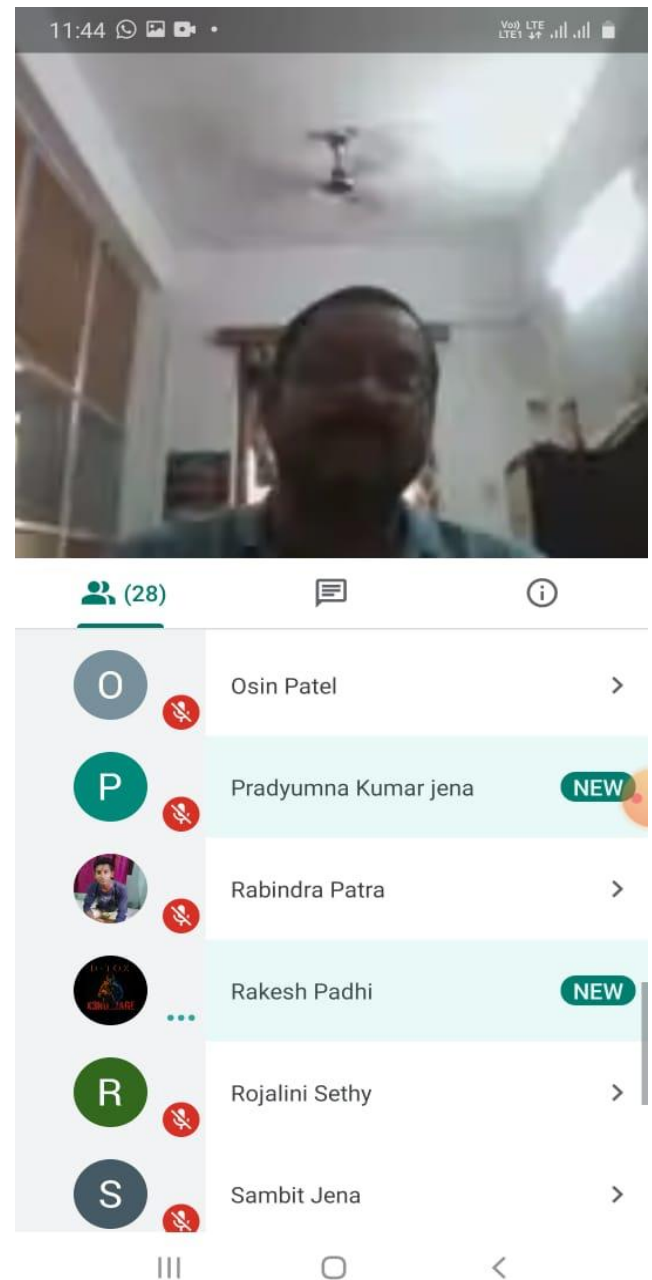 11:44
Vo)) LTE
LTE1
(28)
O
Osin Patel
P
Pradyumna Kumar jena
NEW
Rabindra Patra
Rakesh Padhi
NEW
R
Rojalini Sethy
S
Sambit Jena